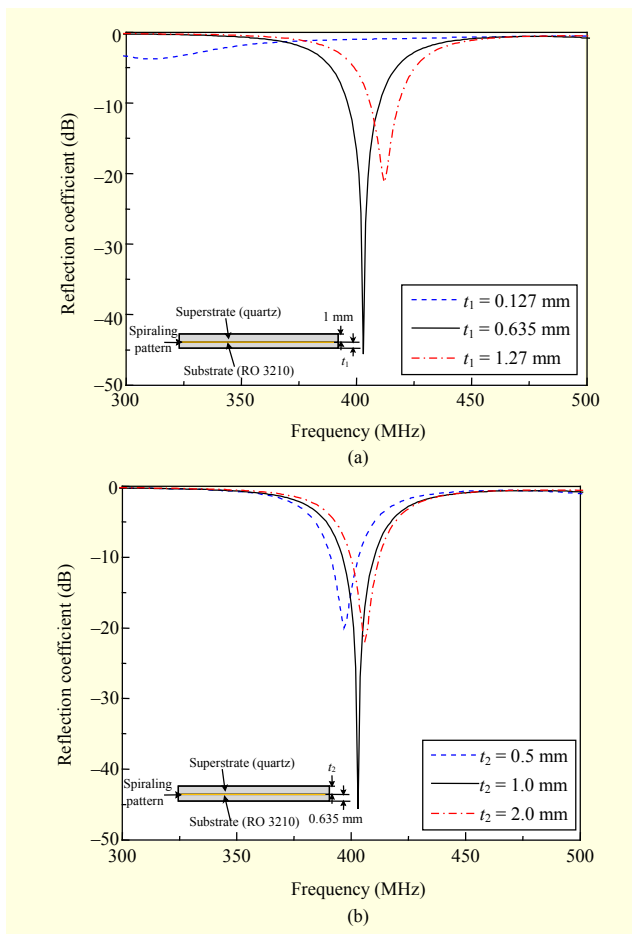 0
–10
–20
–30
–40
–50
Reflection coefficient (dB)
1 mm
Superstrate (quartz)
Spiraling
pattern
Substrate (RO 3210)
t₁
t₁ = 0.127 mm
t₁ = 0.635 mm
t₁ = 1.27 mm
300 350 400 450 500
Frequency (MHz)
(a)
0
–10
–20
–30
–40
–50
Reflection coefficient (dB)
t₂
Superstrate (quartz)
Spiraling
pattern
Substrate (RO 3210)
0.635 mm
t₂ = 0.5 mm
t₂ = 1.0 mm
t₂ = 2.0 mm
300 350 400 450 500
Frequency (MHz)
(b)